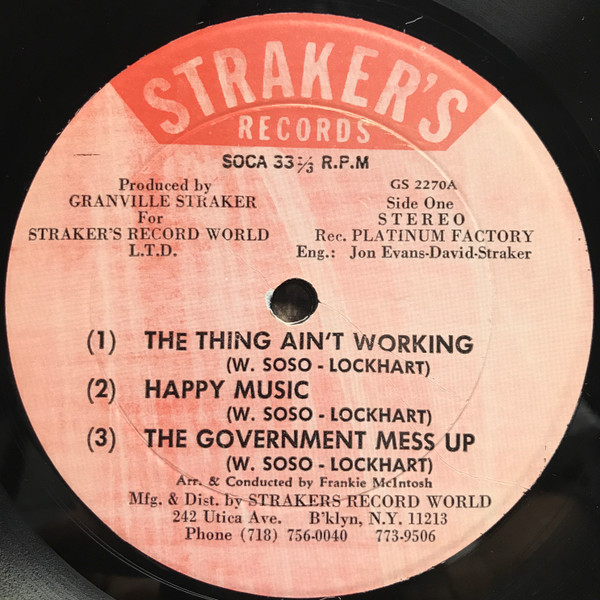 STRAKER'S
RECORDS
SOCA 33⅓ R.P.M
Produced by
GRANVILLE STRAKER
For
STRAKER'S RECORD WORLD
L.T.D.
GS 2270A
Side One
STEREO
Rec. PLATINUM FACTORY
Eng.: Jon Evans-David-Straker
(1) THE THING AIN'T WORKING
(W. SOSO - LOCKHART)
(2) HAPPY MUSIC
(W. SOSO - LOCKHART)
(3) THE GOVERNMENT MESS UP
(W. SOSO - LOCKHART)
Arr. & Conducted by Frankie McIntosh
Mfg. & Dist. by STRAKERS RECORD WORLD
242 Utica Ave. B'klyn, N.Y. 11213
Phone (718) 756-0040 773-9506